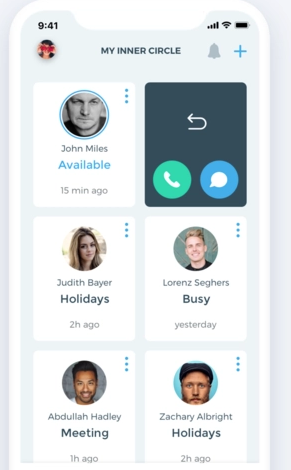 9:41
MY INNER CIRCLE
John Miles
Available
15 min ago
Judith Bayer
Holidays
2h ago
Lorenz Seghers
Busy
yesterday
Abdullah Hadley
Meeting
1h ago
Zachary Albright
Holidays
2h ago